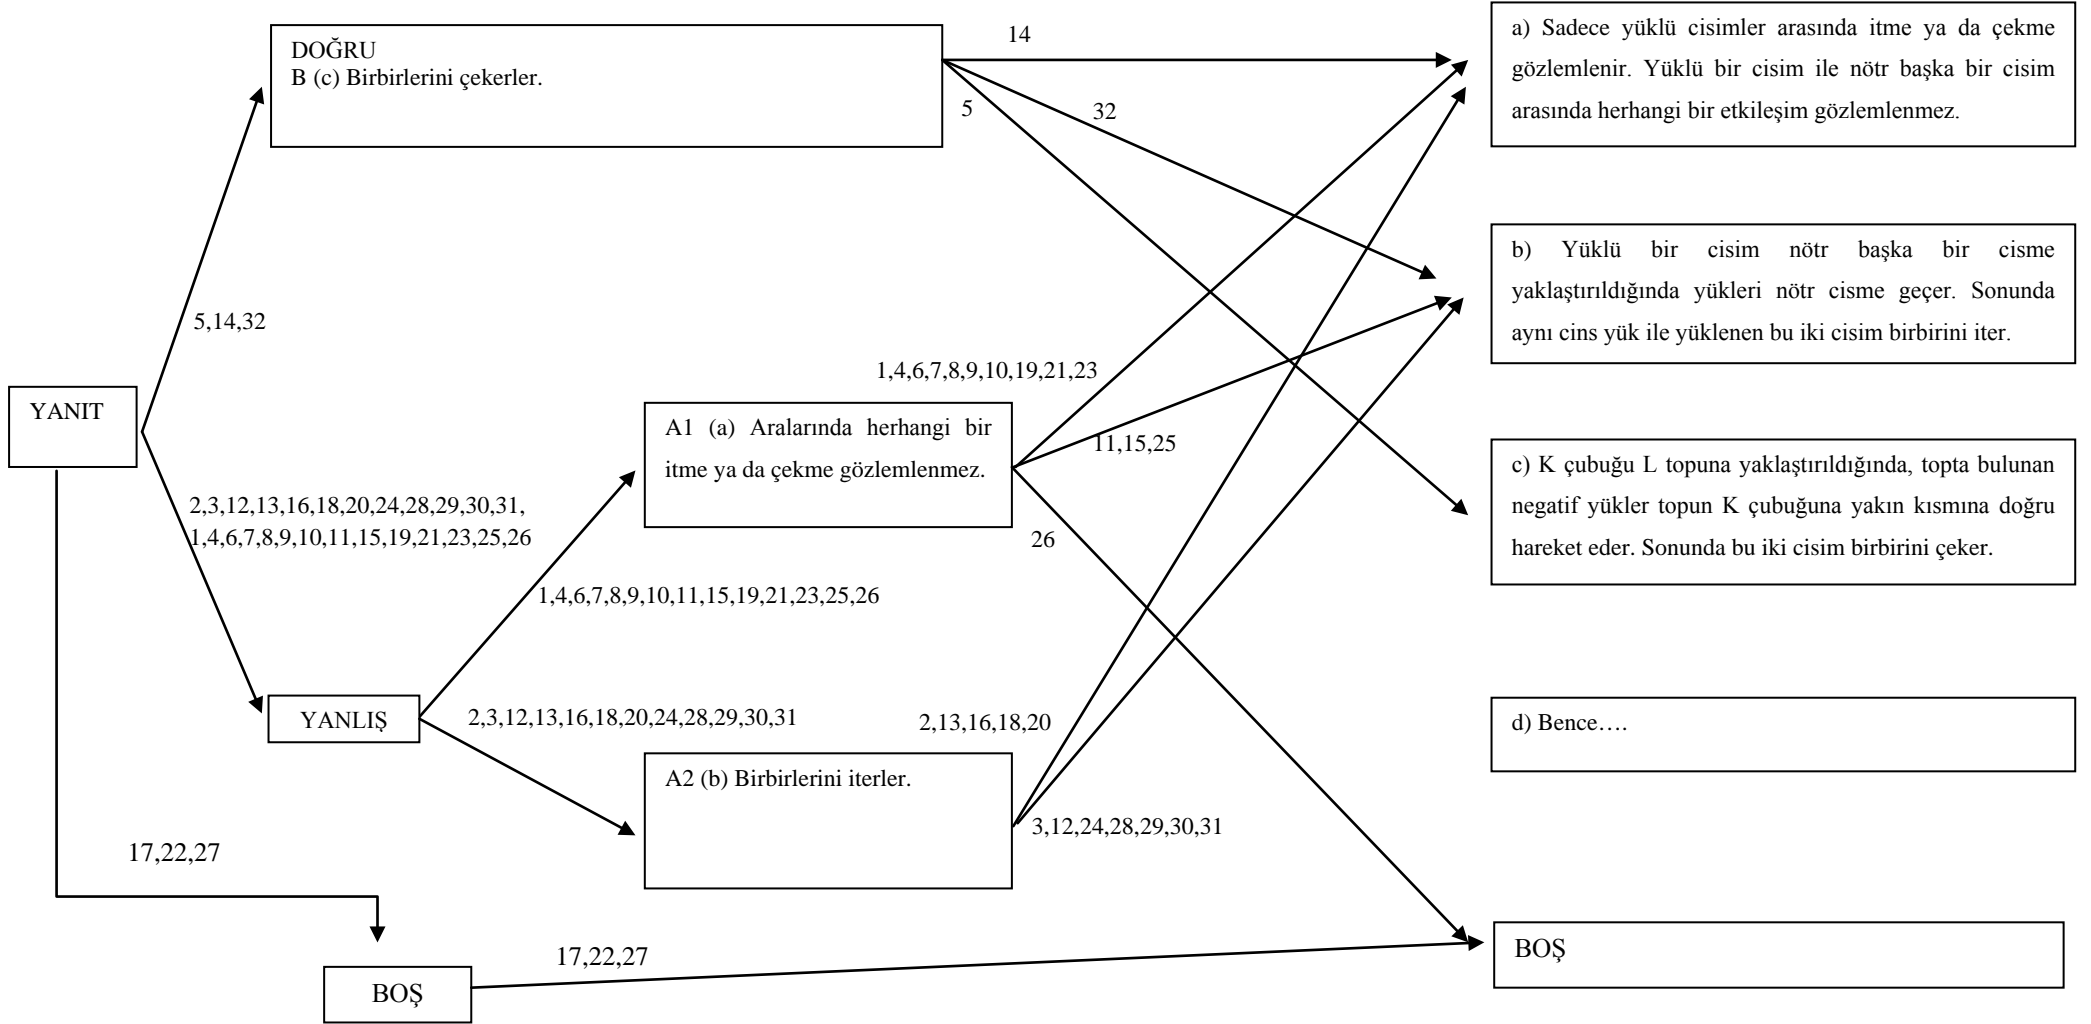 DOĞRU
B (c) Birbirlerini çekerler.
14
5
32
a) Sadece yüklü cisimler arasında itme ya da çekme
gözlemlenir. Yüklü bir cisim ile nötr başka bir cisim
arasında herhangi bir etkileşim gözlemlenmez.
b) Yüklü bir cisim nötr başka bir cisme
yaklaştırıldığında yükleri nötr cisme geçer. Sonunda
aynı cins yük ile yüklenen bu iki cisim birbirini iter.
5,14,32
YANIT
1,4,6,7,8,9,10,19,21,23
A1 (a) Aralarında herhangi bir
itme ya da çekme gözlemlenmez.
11,15,25
26
c) K çubuğu L topuna yaklaştırıldığında, topta bulunan
negatif yükler topun K çubuğuna yakın kısmına doğru
hareket eder. Sonunda bu iki cisim birbirini çeker.
2,3,12,13,16,18,20,24,28,29,30,31,
1,4,6,7,8,9,10,11,15,19,21,23,25,26
1,4,6,7,8,9,10,11,15,19,21,23,25,26
YANLIŞ
2,3,12,13,16,18,20,24,28,29,30,31
2,13,16,18,20
d) Bence….
A2 (b) Birbirlerini iterler.
3,12,24,28,29,30,31
17,22,27
BOŞ
17,22,27
BOŞ